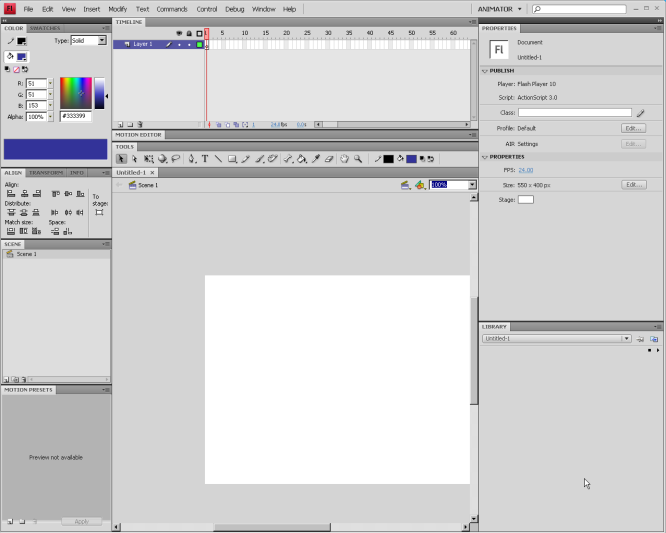 FL File Edit View Insert Modify Text Commands Control Debug Window Help ANIMATOR
COLOR SWATCHES
Type: Solid
R: 51
G: 51
B: 153
Alpha: 100% #333399
ALIGN TRANSFORM INFO
Align:
To stage:
Distribute:
Match size: Space:
SCENE
Scene 1
MOTION PRESETS
Preview not available
Apply
TIMELINE
1 5 10 15 20 25 30 35 40 45 50 55 60
Layer 1
1 24.0fps 0.0s
MOTION EDITOR
TOOLS
Untitled-1 ×
Scene 1 100%
PROPERTIES
Fl
Document
Untitled-1
PUBLISH
Player: Flash Player 10
Script: ActionScript 3.0
Class:
Profile: Default Edit...
AIR Settings Edit...
PROPERTIES
FPS: 24.00
Size: 550 x 400 px Edit...
Stage:
LIBRARY
Untitled-1